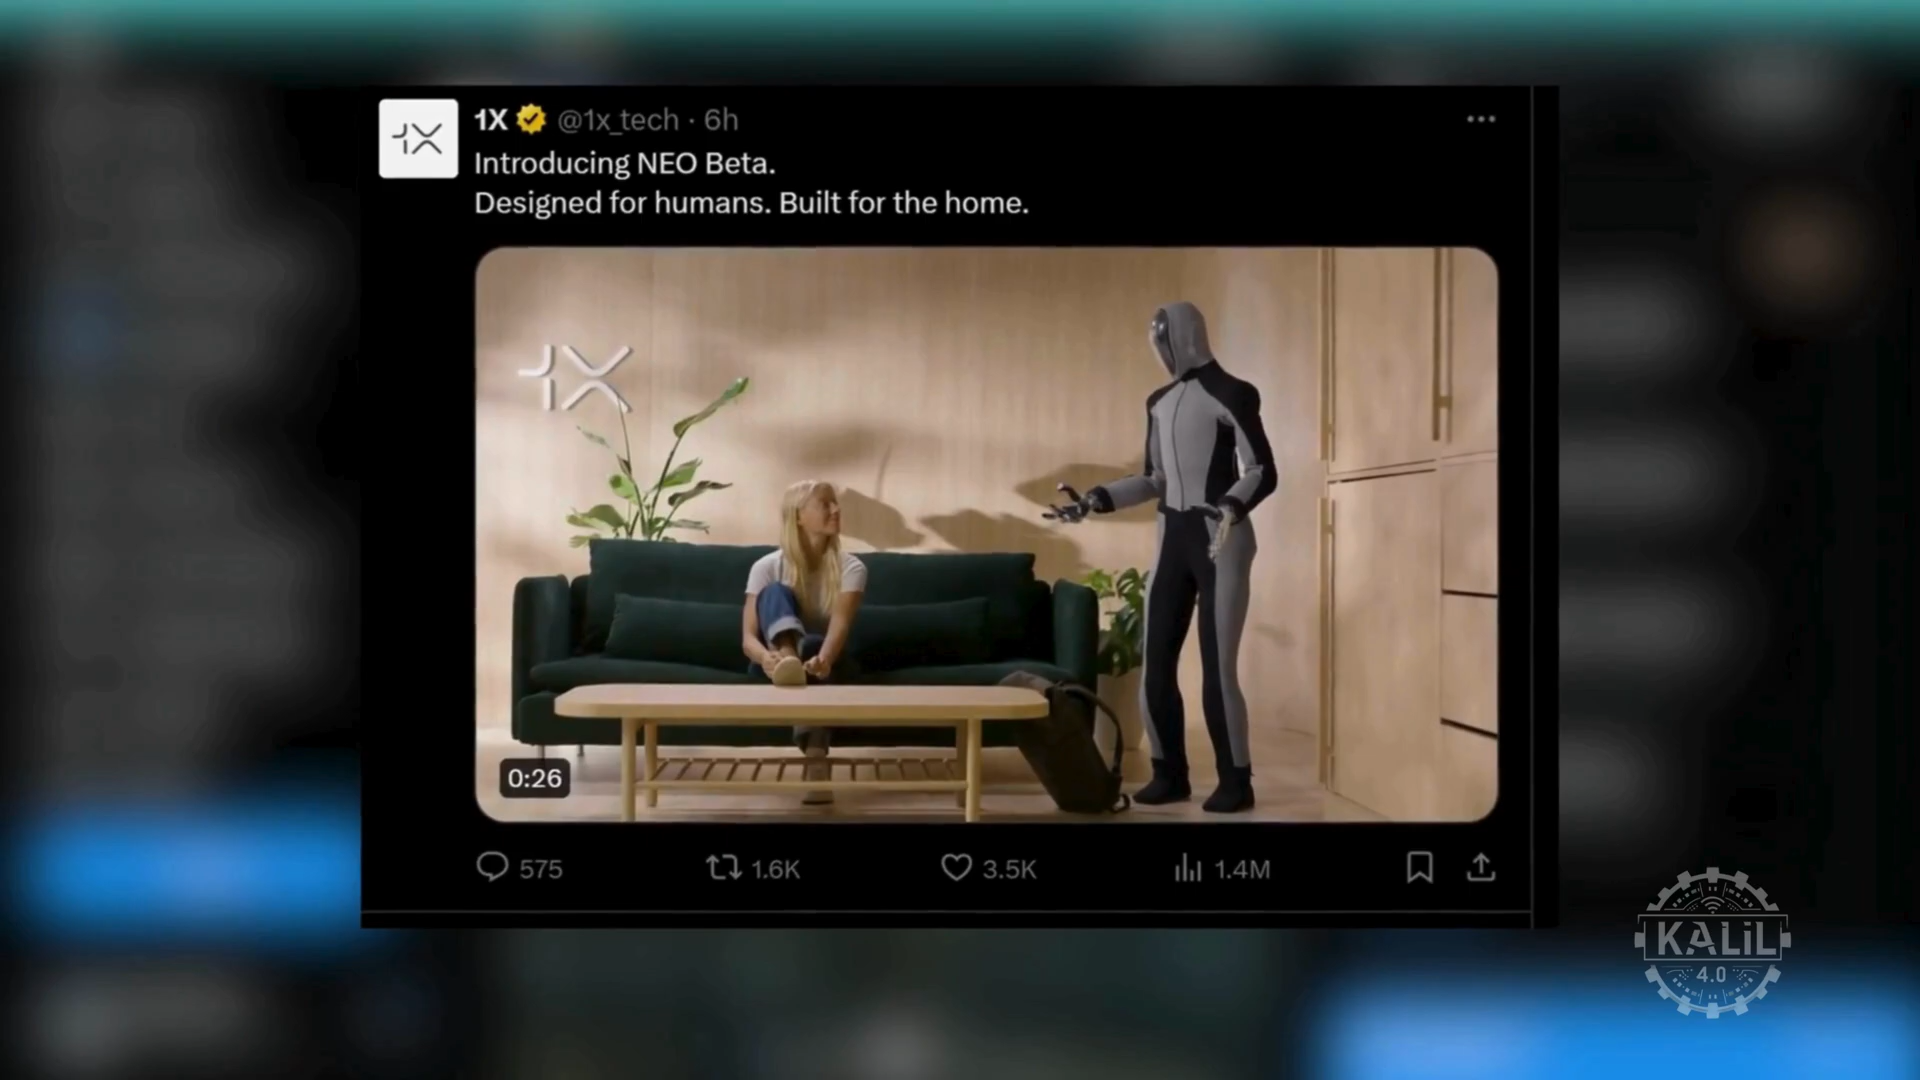 1X @1x_tech · 6h
Introducing NEO Beta.
Designed for humans. Built for the home.
1X
0:26
575 1.6K 3.5K 1.4M
KALiL
4.0